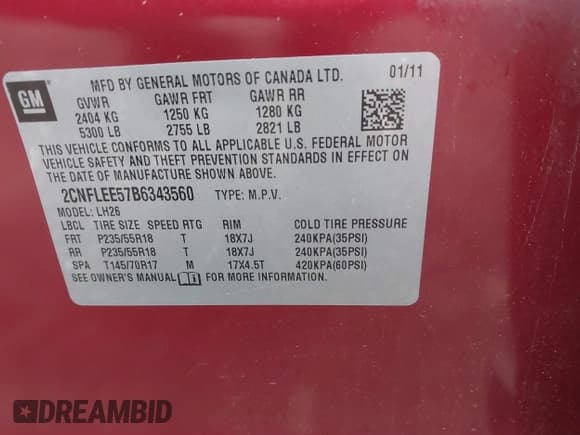 GM
MFD BY GENERAL MOTORS OF CANADA LTD. 01/11
GVWR GAWR FRT GAWR RR
2404 KG 1250 KG 1280 KG
5300 LB 2755 LB 2821 LB
THIS VEHICLE CONFORMS TO ALL APPLICABLE U.S. FEDERAL MOTOR
VEHICLE SAFETY AND THEFT PREVENTION STANDARDS IN EFFECT ON
THE DATE OF MANUFACTURE SHOWN ABOVE.
2CNFLEE57B6343560 TYPE: M.P.V.
MODEL: LH26
LBCL TIRE SIZE SPEED RTG RIM COLD TIRE PRESSURE
FRT P235/55R18 T 18X7J 240KPA(35PSI)
RR P235/55R18 T 18X7J 240KPA(35PSI)
SPA T145/70R17 M 17X4.5T 420KPA(60PSI)
SEE OWNER'S MANUAL FOR MORE INFORMATION.
DREAMBID